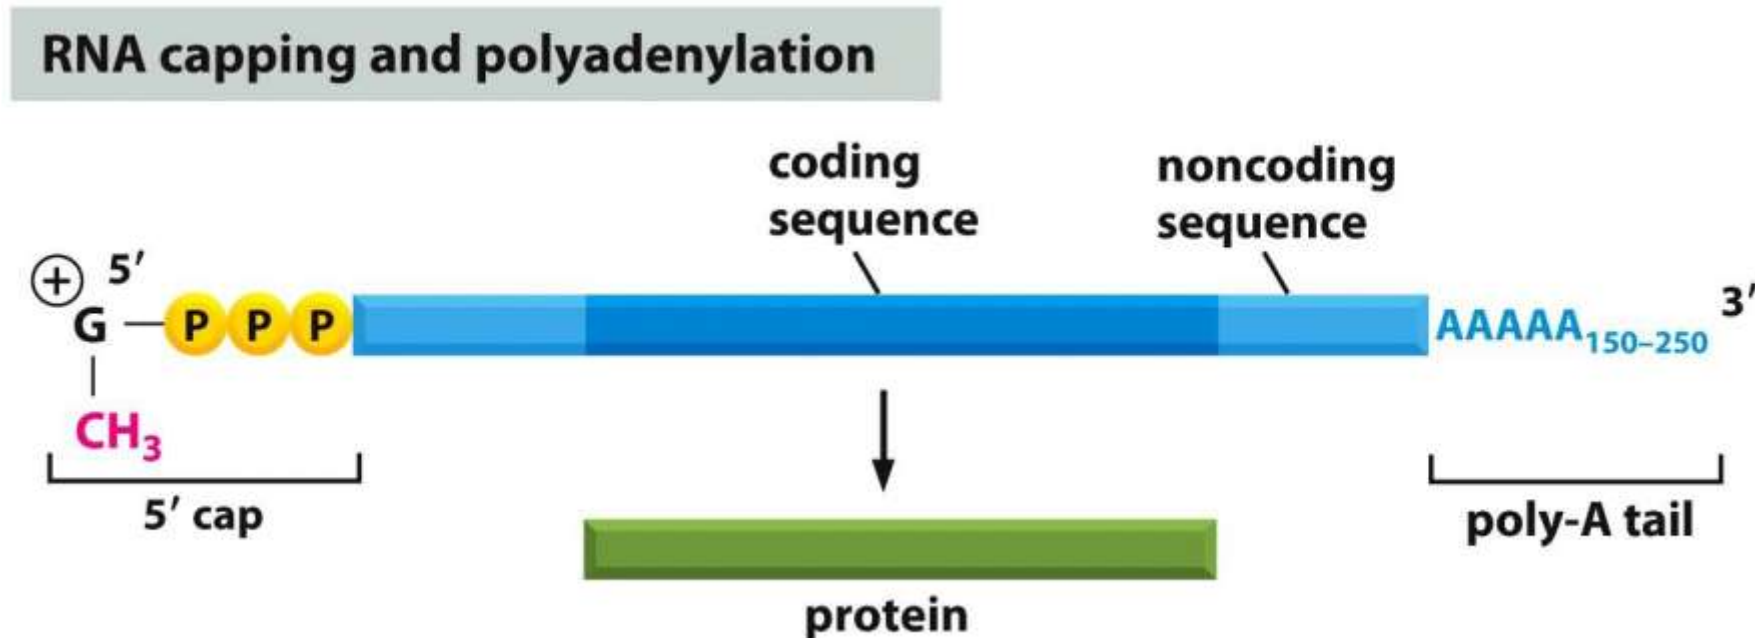 RNA capping and polyadenylation
coding
sequence
noncoding
sequence
+
5′
G
P P P
CH₃
AAAAA₁₅₀₋₂₅₀
3′
5′ cap
poly-A tail
protein